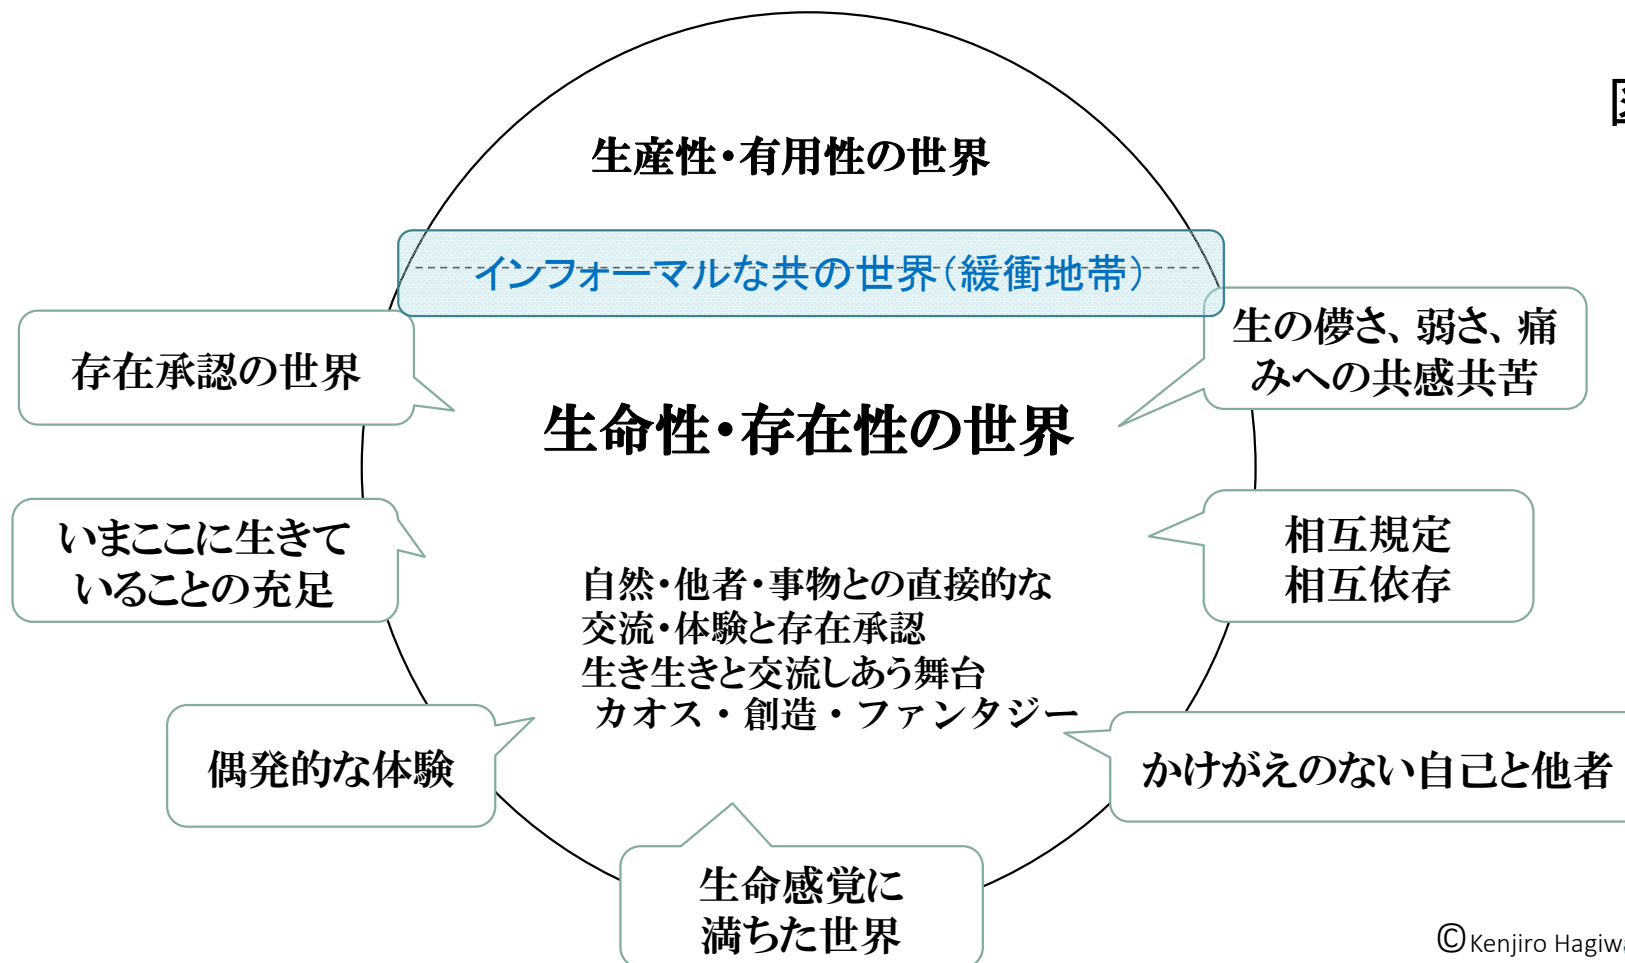 生産性・有用性の世界
インフォーマルな共の世界(緩衝地帯)
存在承認の世界
生の儚さ、弱さ、痛
みへの共感共苦
生命性・存在性の世界
いまここに生きて
いることの充足
相互規定
相互依存
自然・他者・事物との直接的な
交流・体験と存在承認
生き生きと交流しあう舞台
カオス・創造・ファンタジー
偶発的な体験
かけがえのない自己と他者
生命感覚に
満ちた世界
©Kenjiro